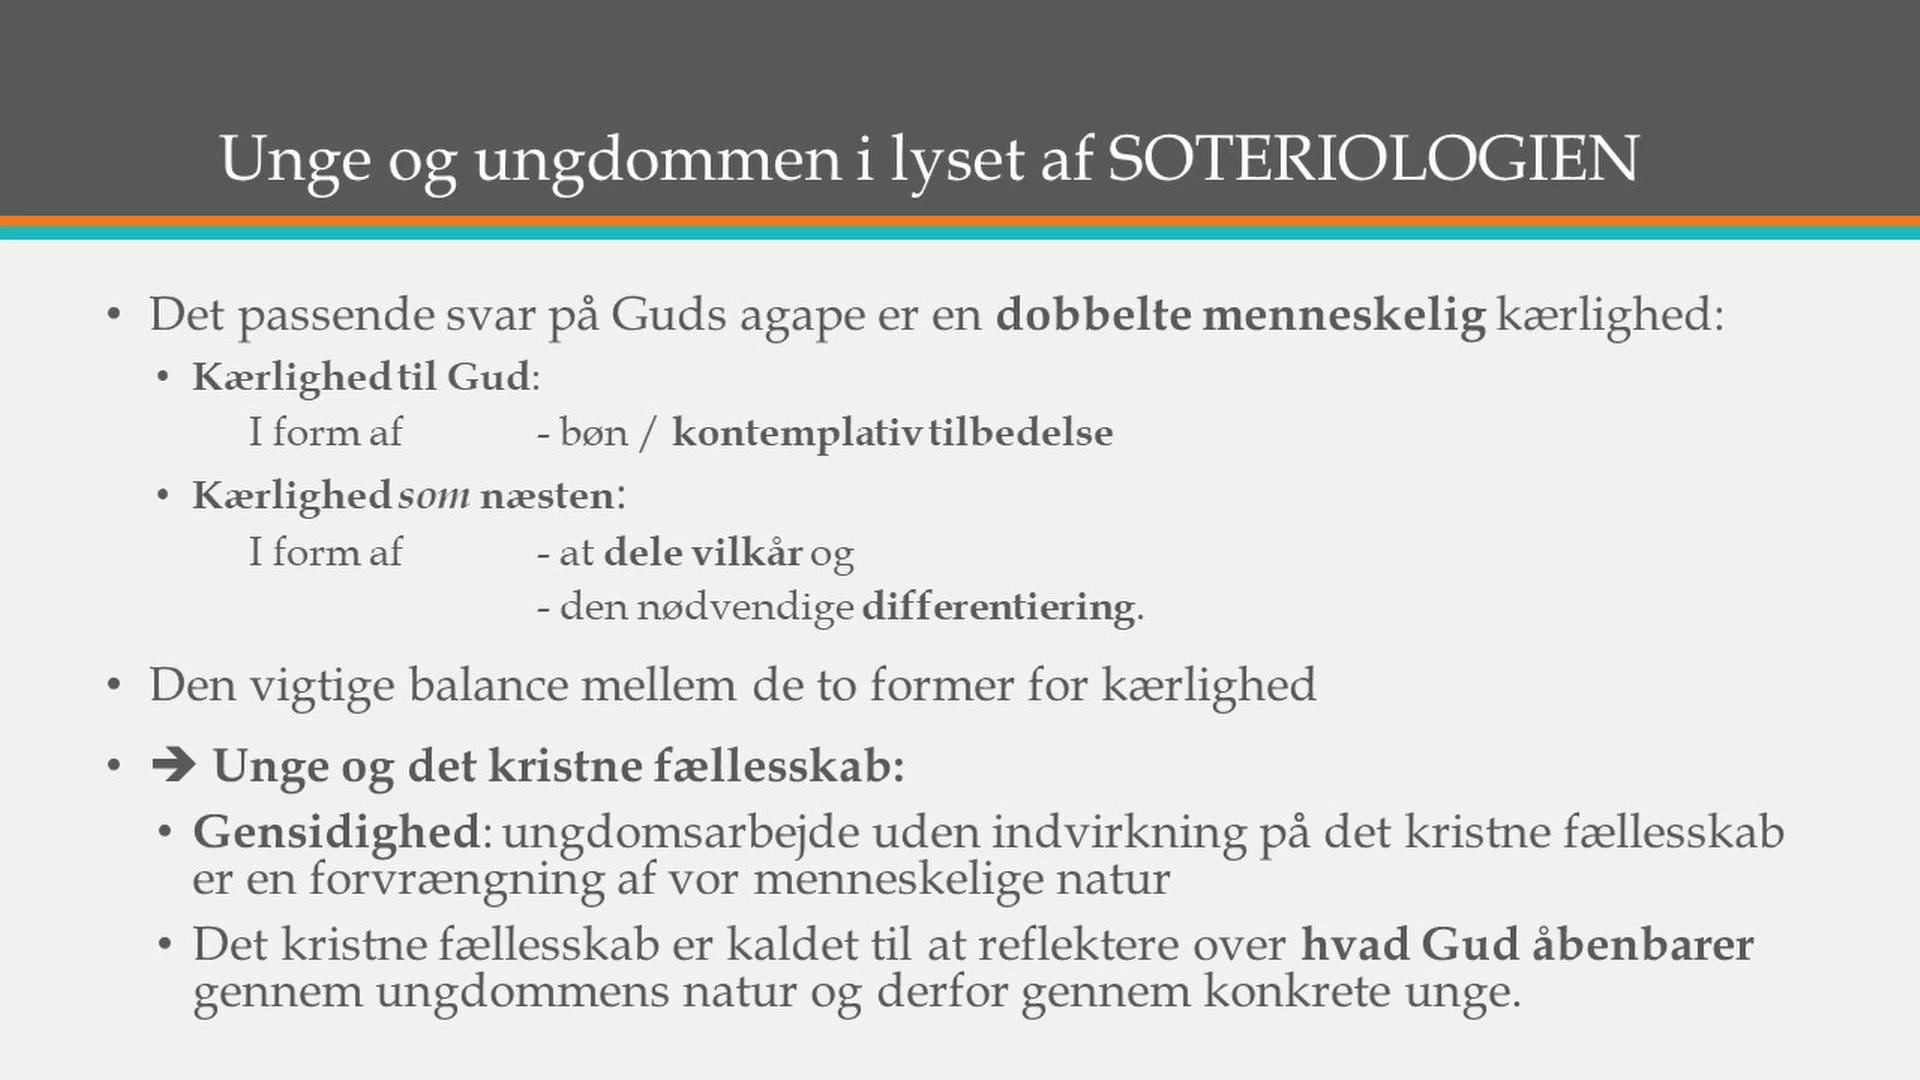 Unge og ungdommen i lyset af SOTERIOLOGIEN
• Det passende svar på Guds agape er en dobbelte menneskelig kærlighed:
• Kærlighed til Gud:
I form af - bøn / kontemplativ tilbedelse
• Kærlighed som næsten:
I form af - at dele vilkår og
- den nødvendige differentiering.
• Den vigtige balance mellem de to former for kærlighed
• ➔ Unge og det kristne fællesskab:
• Gensidighed: ungdomsarbejde uden indvirkning på det kristne fællesskab
er en forvrængning af vor menneskelige natur
• Det kristne fællesskab er kaldet til at reflektere over hvad Gud åbenbarer
gennem ungdommens natur og derfor gennem konkrete unge.